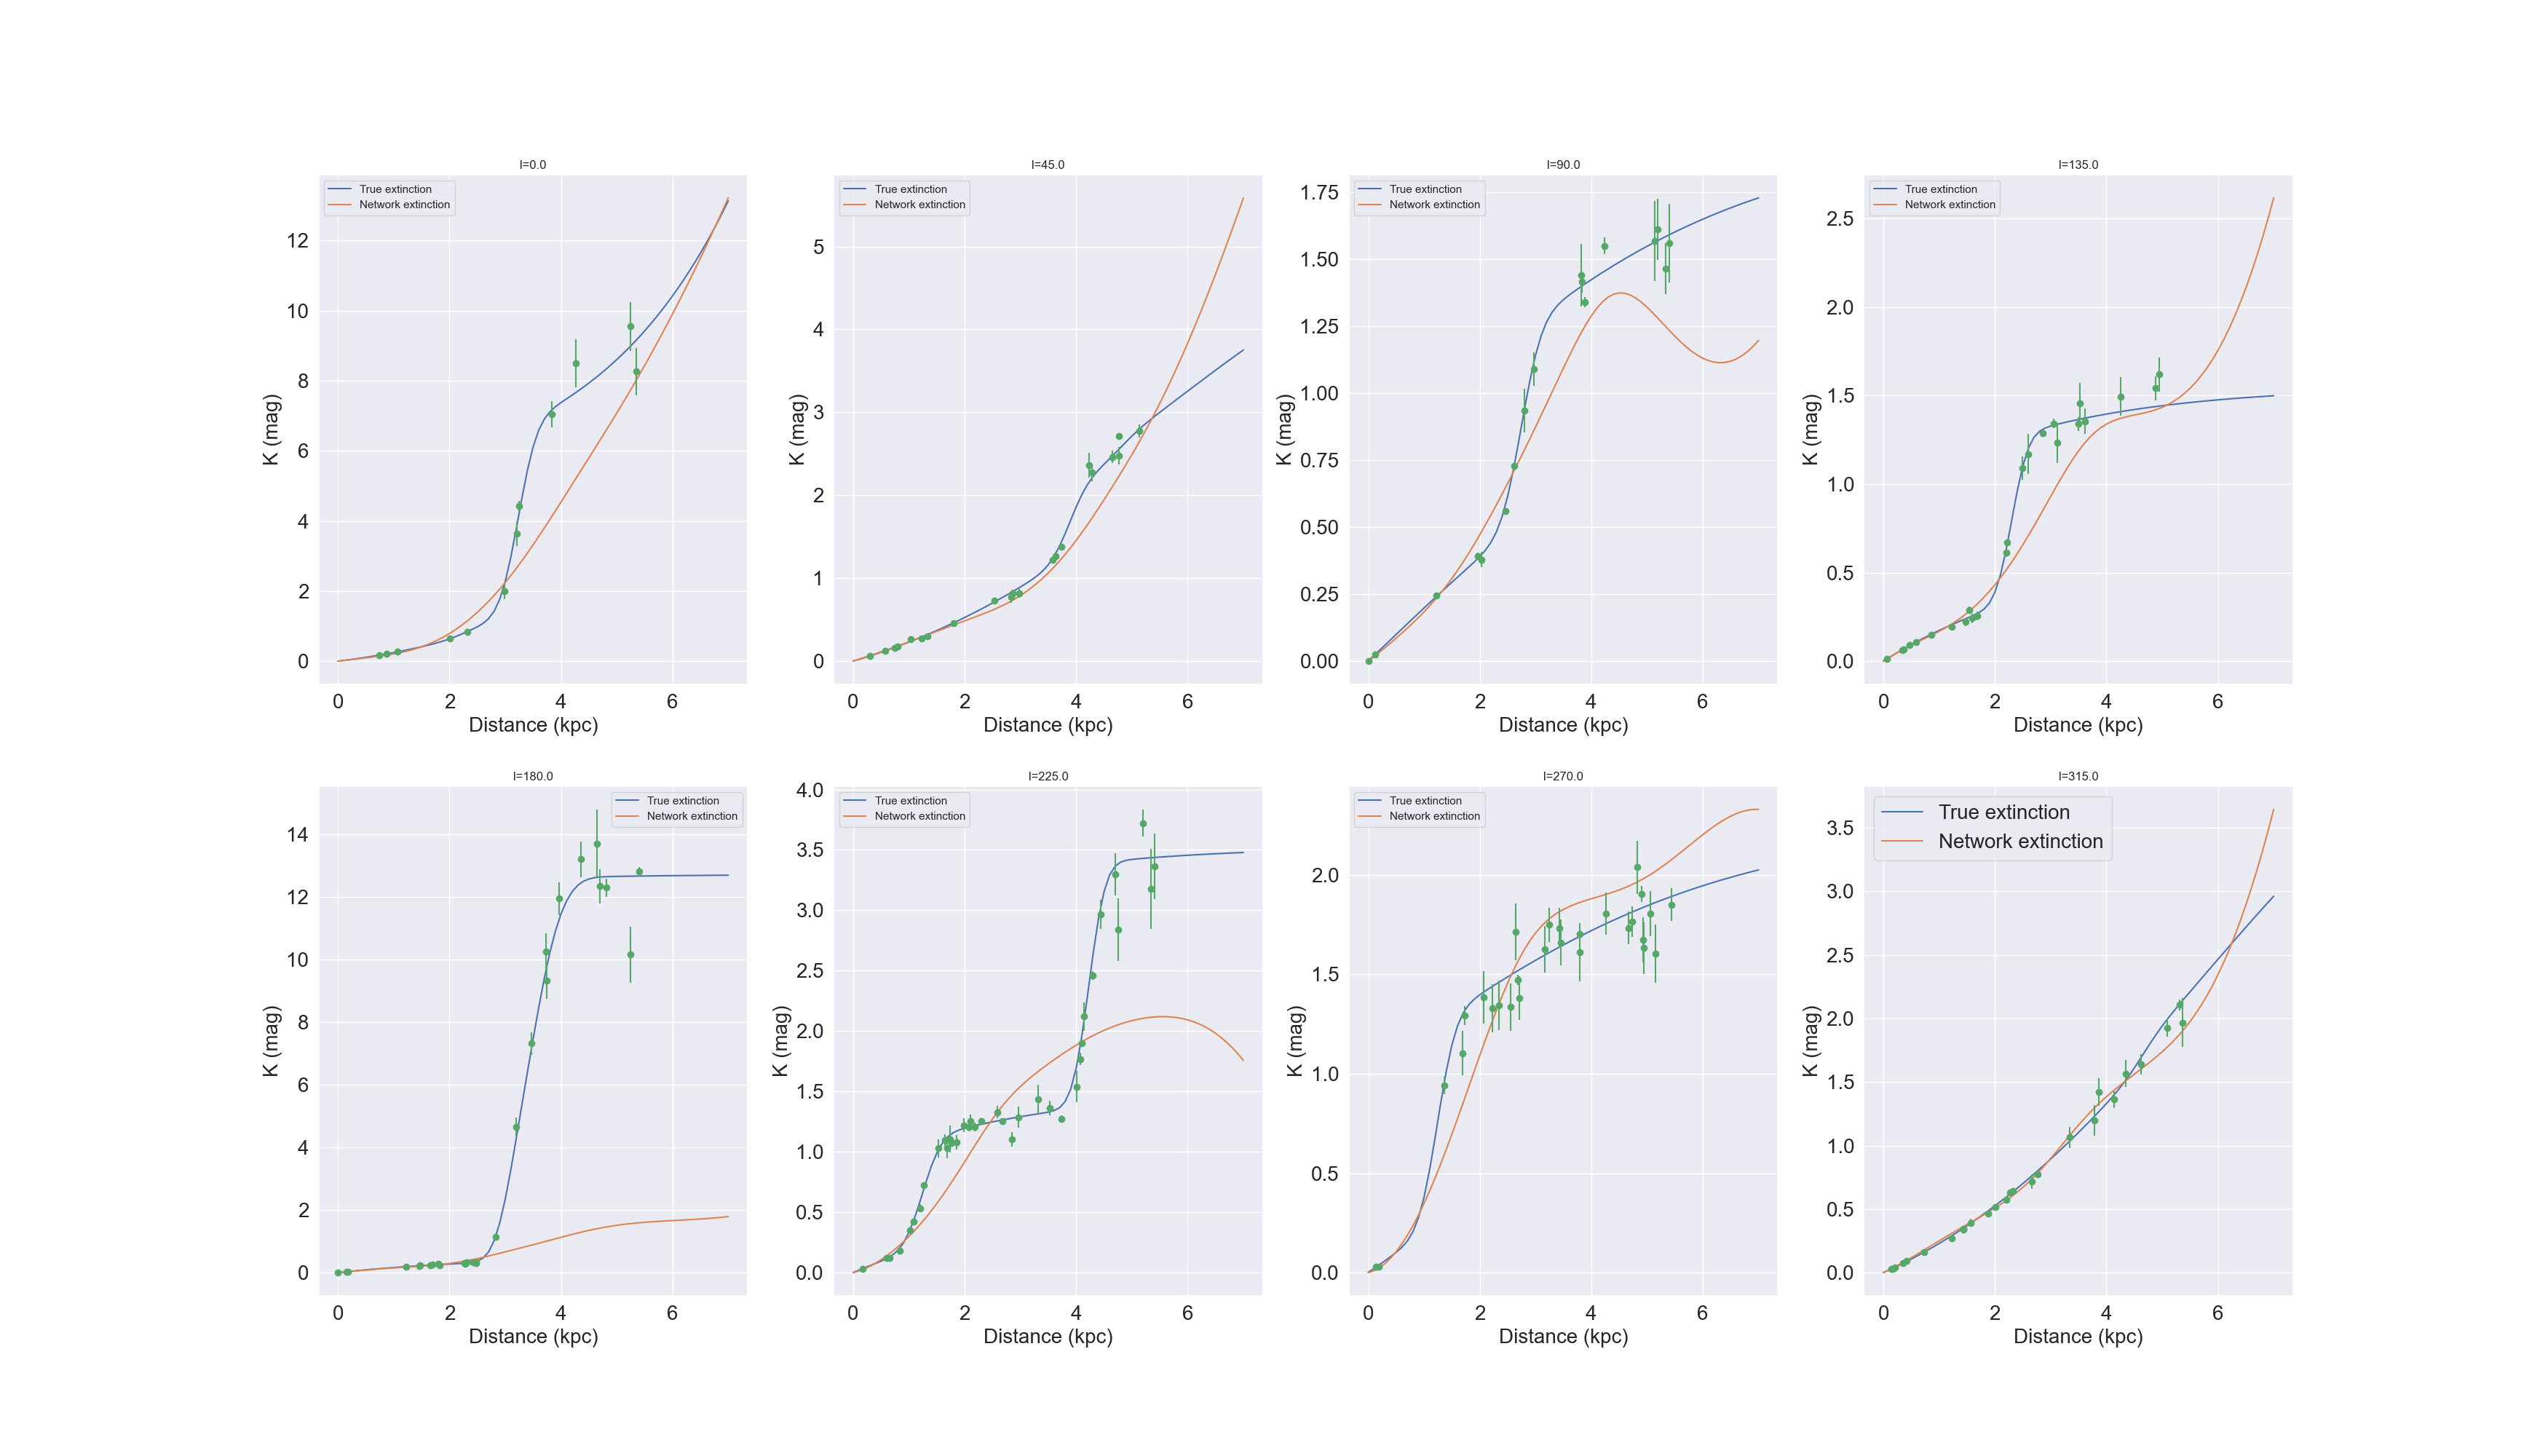 l=0.0
True extinction
Network extinction
12
10
8
6
4
2
0
K (mag)
0 2 4 6
Distance (kpc)
l=45.0
True extinction
Network extinction
5
4
3
2
1
0
K (mag)
0 2 4 6
Distance (kpc)
l=90.0
True extinction
Network extinction
1.75
1.50
1.25
1.00
0.75
0.50
0.25
0.00
K (mag)
0 2 4 6
Distance (kpc)
l=135.0
True extinction
Network extinction
2.5
2.0
1.5
1.0
0.5
0.0
K (mag)
0 2 4 6
Distance (kpc)
l=180.0
True extinction
Network extinction
14
12
10
8
6
4
2
0
K (mag)
0 2 4 6
Distance (kpc)
l=225.0
True extinction
Network extinction
4.0
3.5
3.0
2.5
2.0
1.5
1.0
0.5
0.0
K (mag)
0 2 4 6
Distance (kpc)
l=270.0
True extinction
Network extinction
2.0
1.5
1.0
0.5
0.0
K (mag)
0 2 4 6
Distance (kpc)
l=315.0
True extinction
Network extinction
3.5
3.0
2.5
2.0
1.5
1.0
0.5
0.0
K (mag)
0 2 4 6
Distance (kpc)